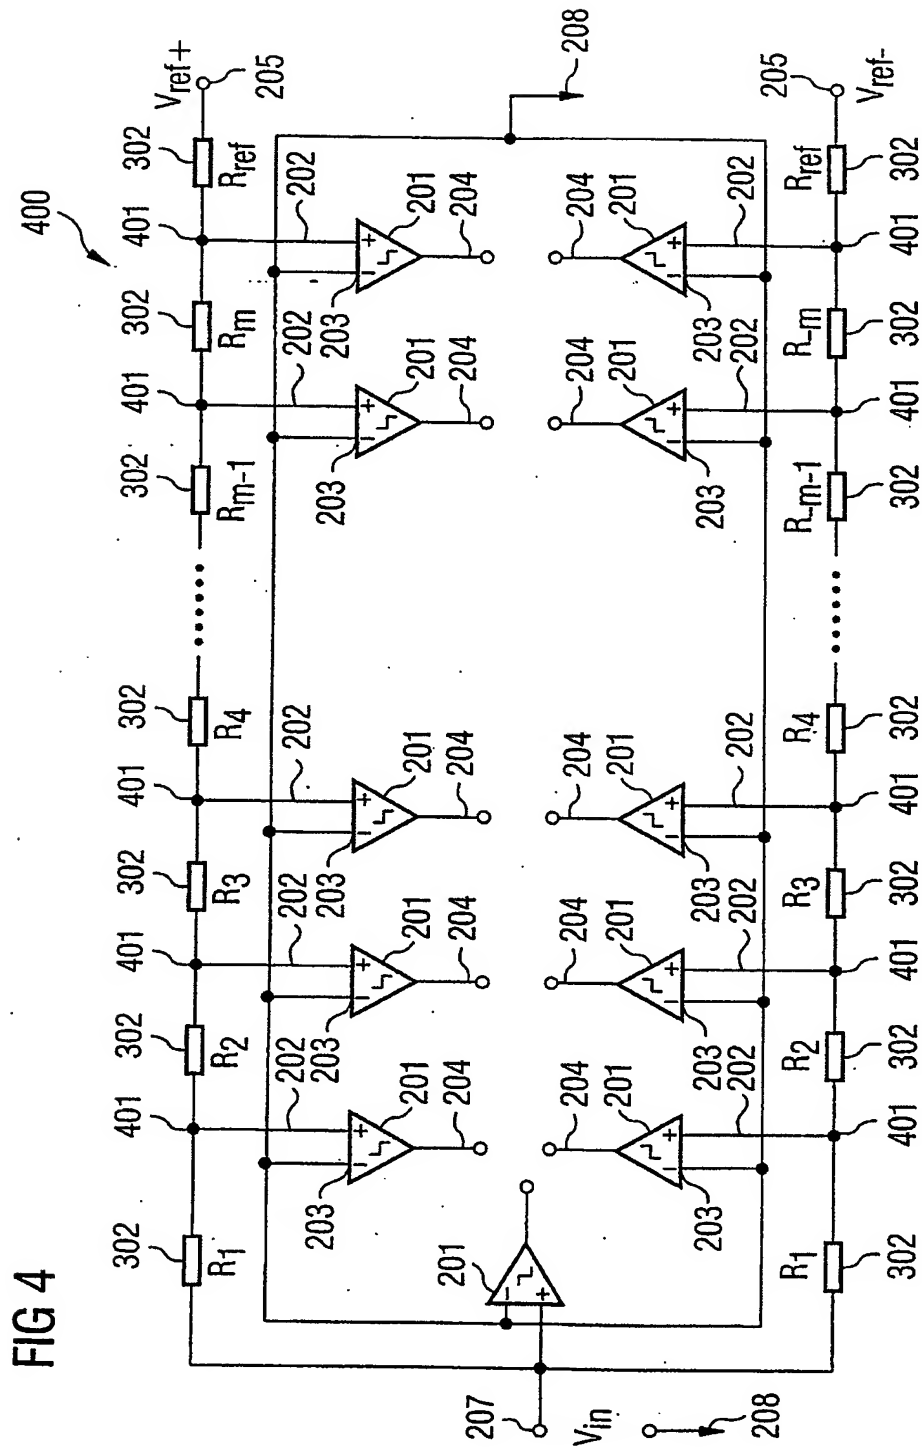 FIG 4
400
302 401 302 401 302 401 302 302 401 302 401 302 Vref+
R1 R2 R3 R4 Rm-1 Rm Rref 205
202 202 202 202 202
203 203 203 203 203
- + - + - + - + - +
201 201 201 201 201
204 204 204 204 204
207 201
- +
Vin 208
208
204 204 204 204 204
201 201 201 201 201
- + - + - + - + - +
203 203 203 203 203
202 202 202 202 202
R1 R2 R3 R4 R-m-1 R-m Rref 205
302 401 302 401 302 401 302 302 401 302 401 302 Vref-